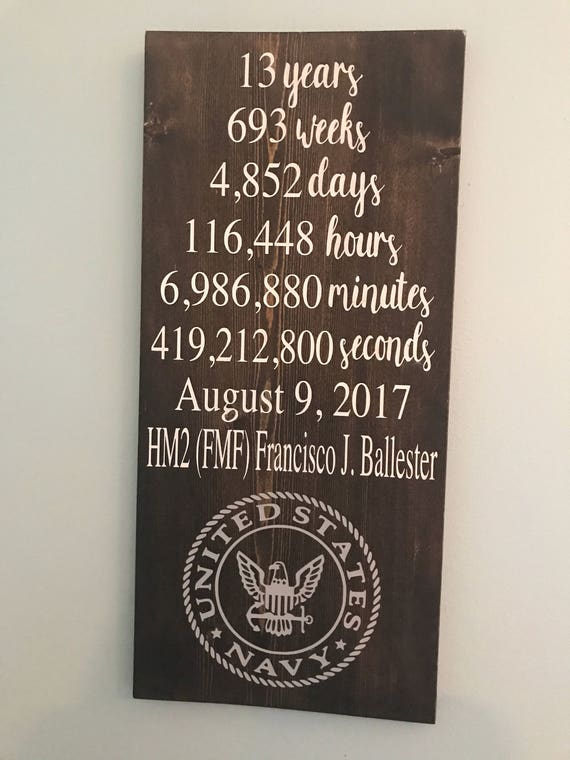 13 years
693 weeks
4,852 days
116,448 hours
6,986,880 minutes
419,212,800 seconds
August 9, 2017
HM2 (FMF) Francisco J. Ballester
UNITED STATES
NAVY